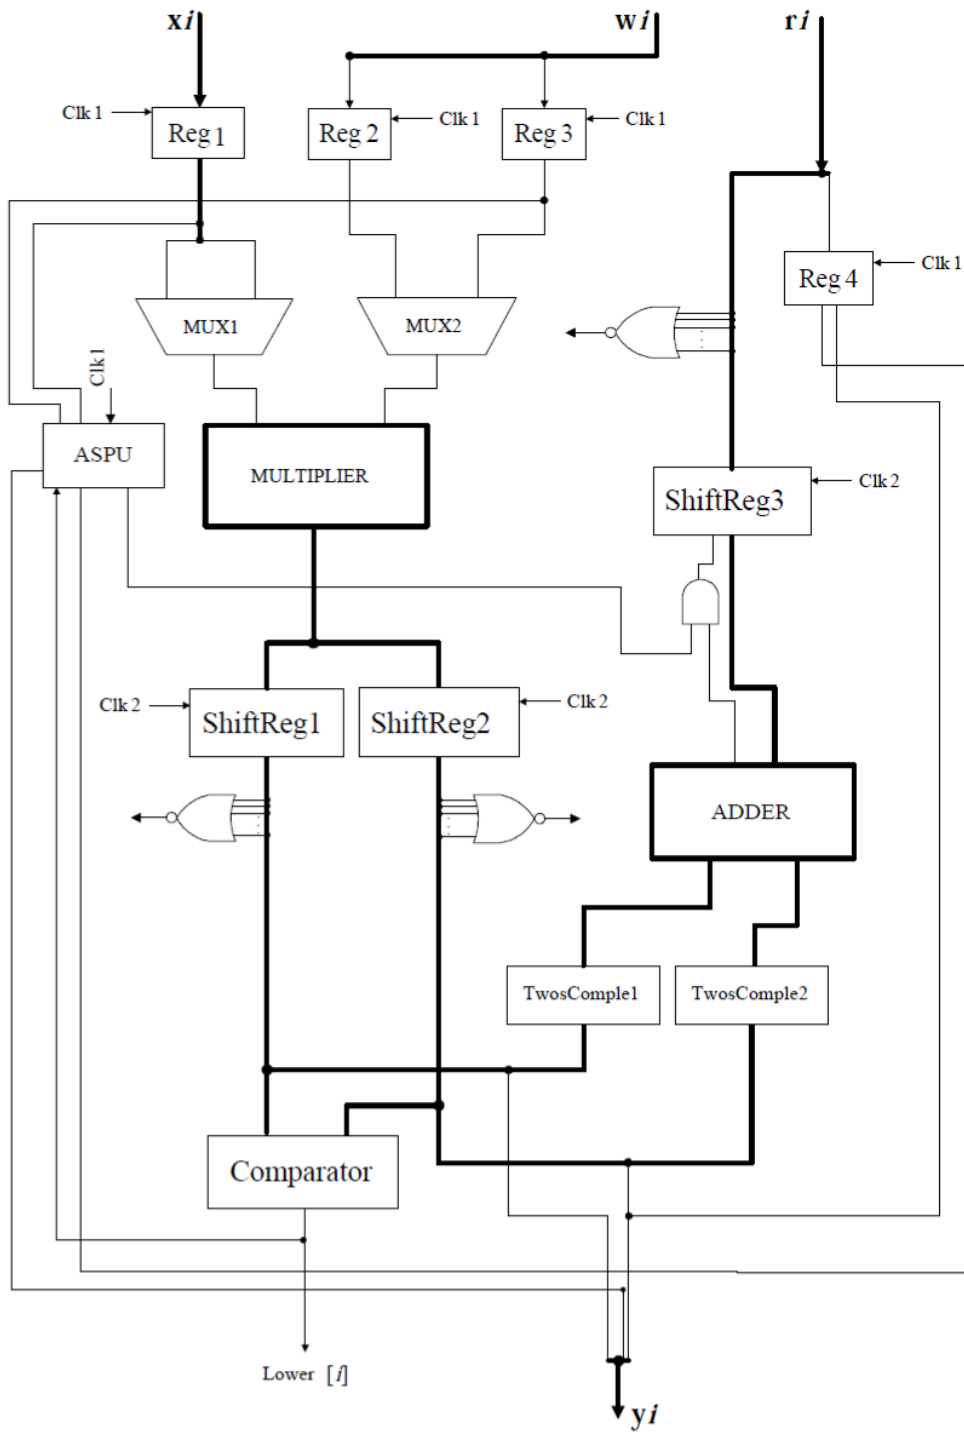 xi
wi
ri
Clk 1
Reg 1
Reg 2
Clk 1
Reg 3
Clk 1
Reg 4
Clk 1
MUX1
MUX2
Clk1
ASPU
MULTIPLIER
ShiftReg3
Clk 2
Clk 2
ShiftReg1
ShiftReg2
Clk 2
ADDER
TwosComple1
TwosComple2
Comparator
Lower [i]
yi